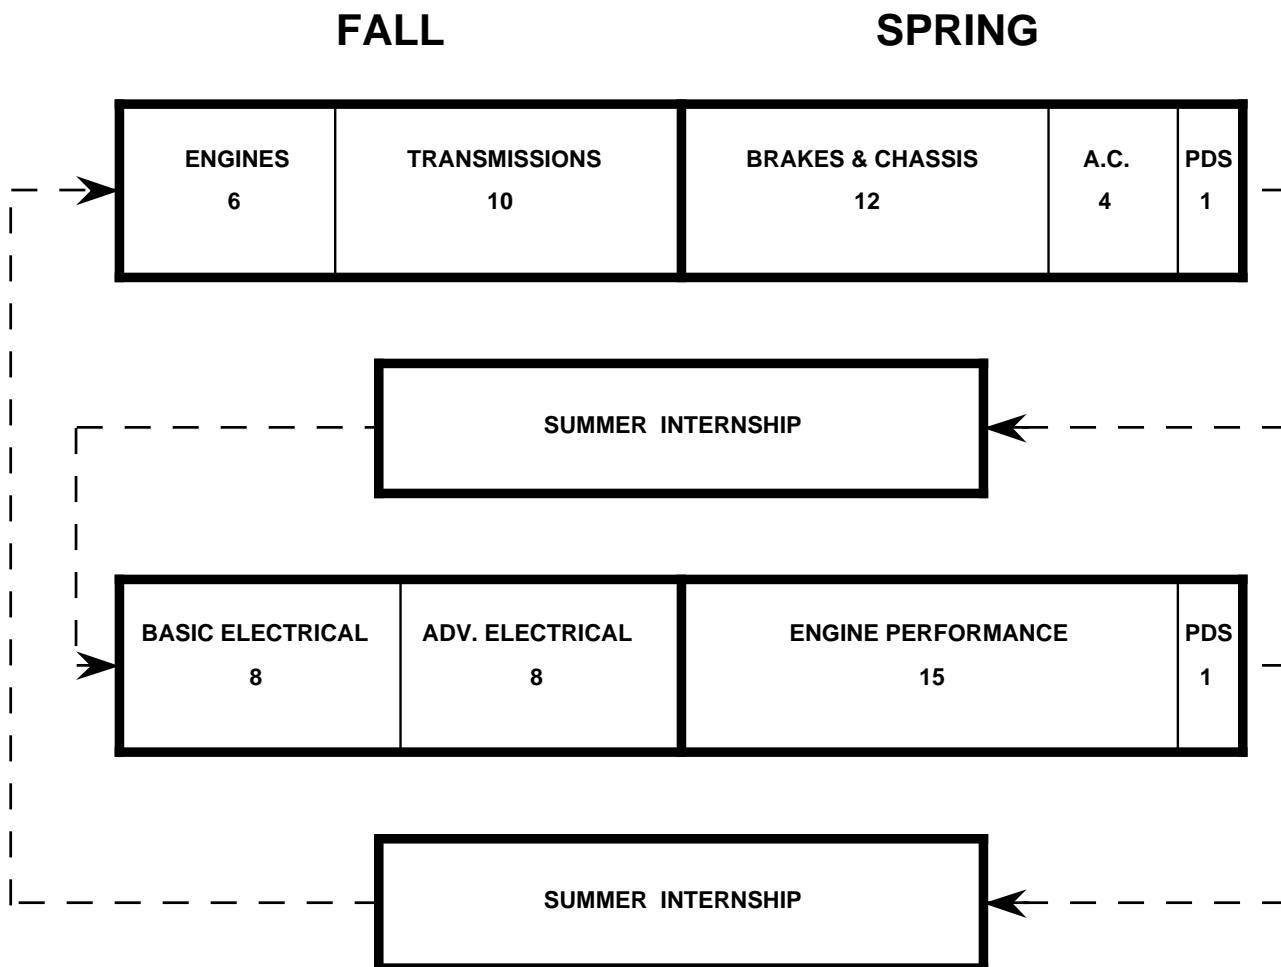 FALL SPRING
ENGINES TRANSMISSIONS BRAKES & CHASSIS A.C. PDS
6 10 12 4 1
SUMMER INTERNSHIP
BASIC ELECTRICAL ADV. ELECTRICAL ENGINE PERFORMANCE PDS
8 8 15 1
SUMMER INTERNSHIP